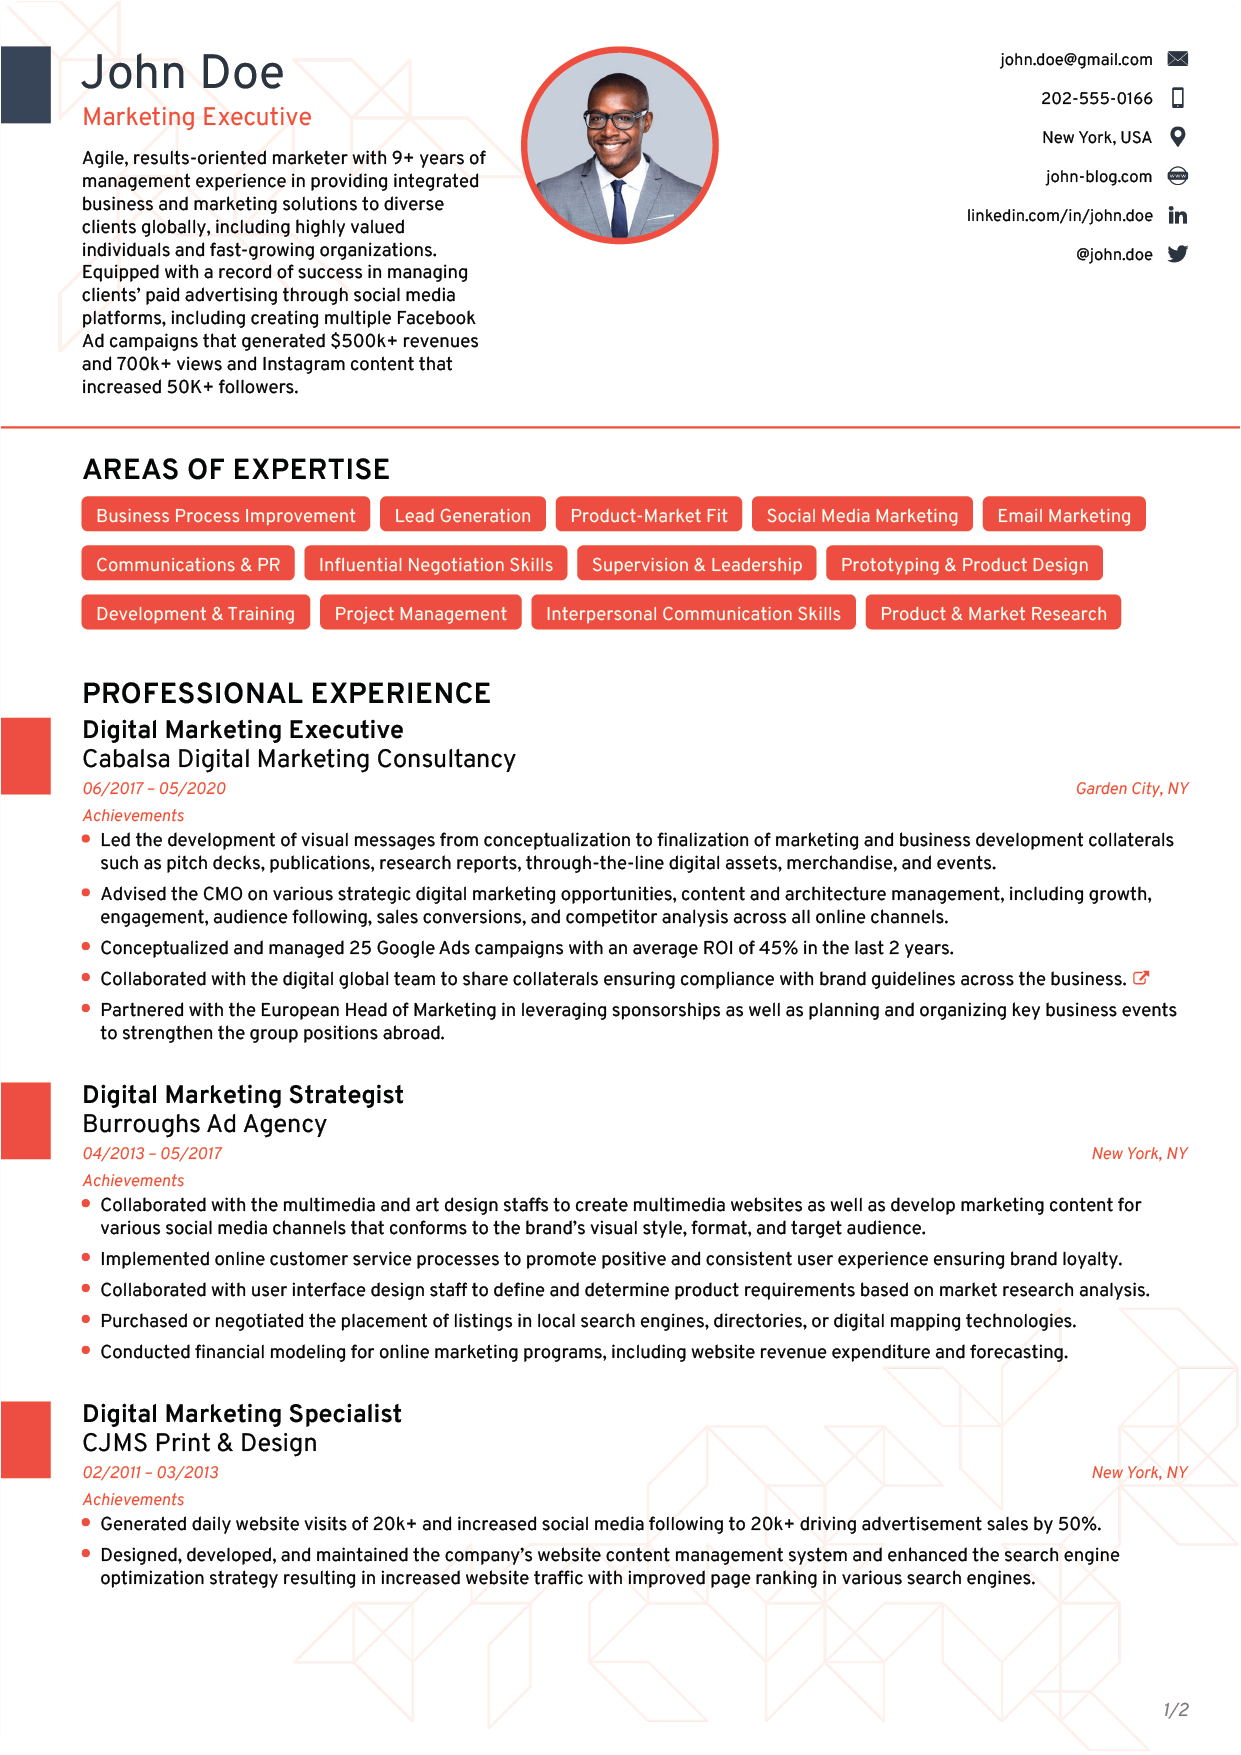 John Doe
Marketing Executive
Agile, results-oriented marketer with 9+ years of
management experience in providing integrated
business and marketing solutions to diverse
clients globally, including highly valued
individuals and fast-growing organizations.
Equipped with a record of success in managing
clients’ paid advertising through social media
platforms, including creating multiple Facebook
Ad campaigns that generated $500k+ revenues
and 700k+ views and Instagram content that
increased 50K+ followers.
john.doe@gmail.com
202-555-0166
New York, USA
john-blog.com
linkedin.com/in/john.doe
@john.doe
AREAS OF EXPERTISE
Business Process Improvement Lead Generation Product-Market Fit Social Media Marketing Email Marketing
Communications & PR Influential Negotiation Skills Supervision & Leadership Prototyping & Product Design
Development & Training Project Management Interpersonal Communication Skills Product & Market Research
PROFESSIONAL EXPERIENCE
Digital Marketing Executive
Cabalsa Digital Marketing Consultancy
06/2017 – 05/2020 Garden City, NY
Achievements
• Led the development of visual messages from conceptualization to finalization of marketing and business development collaterals
such as pitch decks, publications, research reports, through-the-line digital assets, merchandise, and events.
• Advised the CMO on various strategic digital marketing opportunities, content and architecture management, including growth,
engagement, audience following, sales conversions, and competitor analysis across all online channels.
• Conceptualized and managed 25 Google Ads campaigns with an average ROI of 45% in the last 2 years.
• Collaborated with the digital global team to share collaterals ensuring compliance with brand guidelines across the business.
• Partnered with the European Head of Marketing in leveraging sponsorships as well as planning and organizing key business events
to strengthen the group positions abroad.
Digital Marketing Strategist
Burroughs Ad Agency
04/2013 – 05/2017 New York, NY
Achievements
• Collaborated with the multimedia and art design staffs to create multimedia websites as well as develop marketing content for
various social media channels that conforms to the brand’s visual style, format, and target audience.
• Implemented online customer service processes to promote positive and consistent user experience ensuring brand loyalty.
• Collaborated with user interface design staff to define and determine product requirements based on market research analysis.
• Purchased or negotiated the placement of listings in local search engines, directories, or digital mapping technologies.
• Conducted financial modeling for online marketing programs, including website revenue expenditure and forecasting.
Digital Marketing Specialist
CJMS Print & Design
02/2011 – 03/2013 New York, NY
Achievements
• Generated daily website visits of 20k+ and increased social media following to 20k+ driving advertisement sales by 50%.
• Designed, developed, and maintained the company’s website content management system and enhanced the search engine
optimization strategy resulting in increased website traffic with improved page ranking in various search engines.
1/2